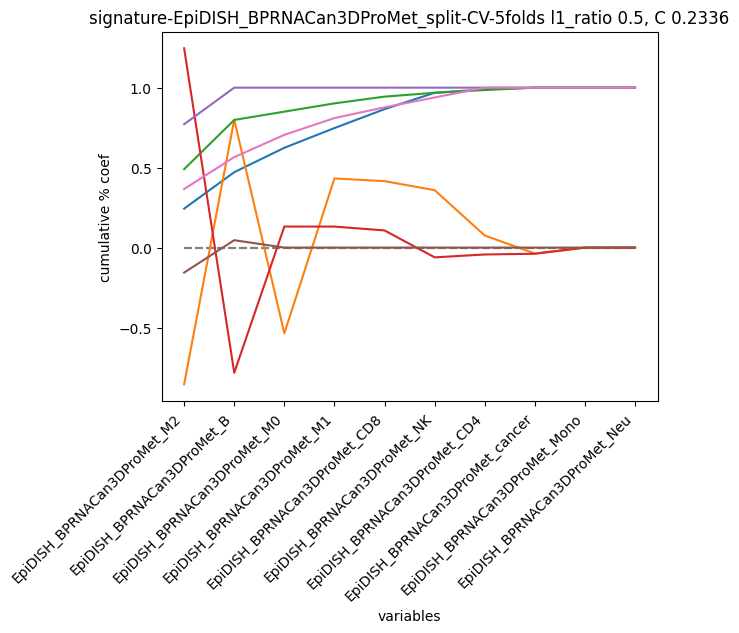 signature-EpiDISH_BPRNACan3DProMet_split-CV-5folds l1_ratio 0.5, C 0.2336
cumulative % coef
1.0
0.5
0.0
−0.5
EpiDISH_BPRNACan3DProMet_M2
EpiDISH_BPRNACan3DProMet_B
EpiDISH_BPRNACan3DProMet_M0
EpiDISH_BPRNACan3DProMet_M1
EpiDISH_BPRNACan3DProMet_CD8
EpiDISH_BPRNACan3DProMet_NK
EpiDISH_BPRNACan3DProMet_CD4
EpiDISH_BPRNACan3DProMet_cancer
EpiDISH_BPRNACan3DProMet_Mono
EpiDISH_BPRNACan3DProMet_Neu
variables